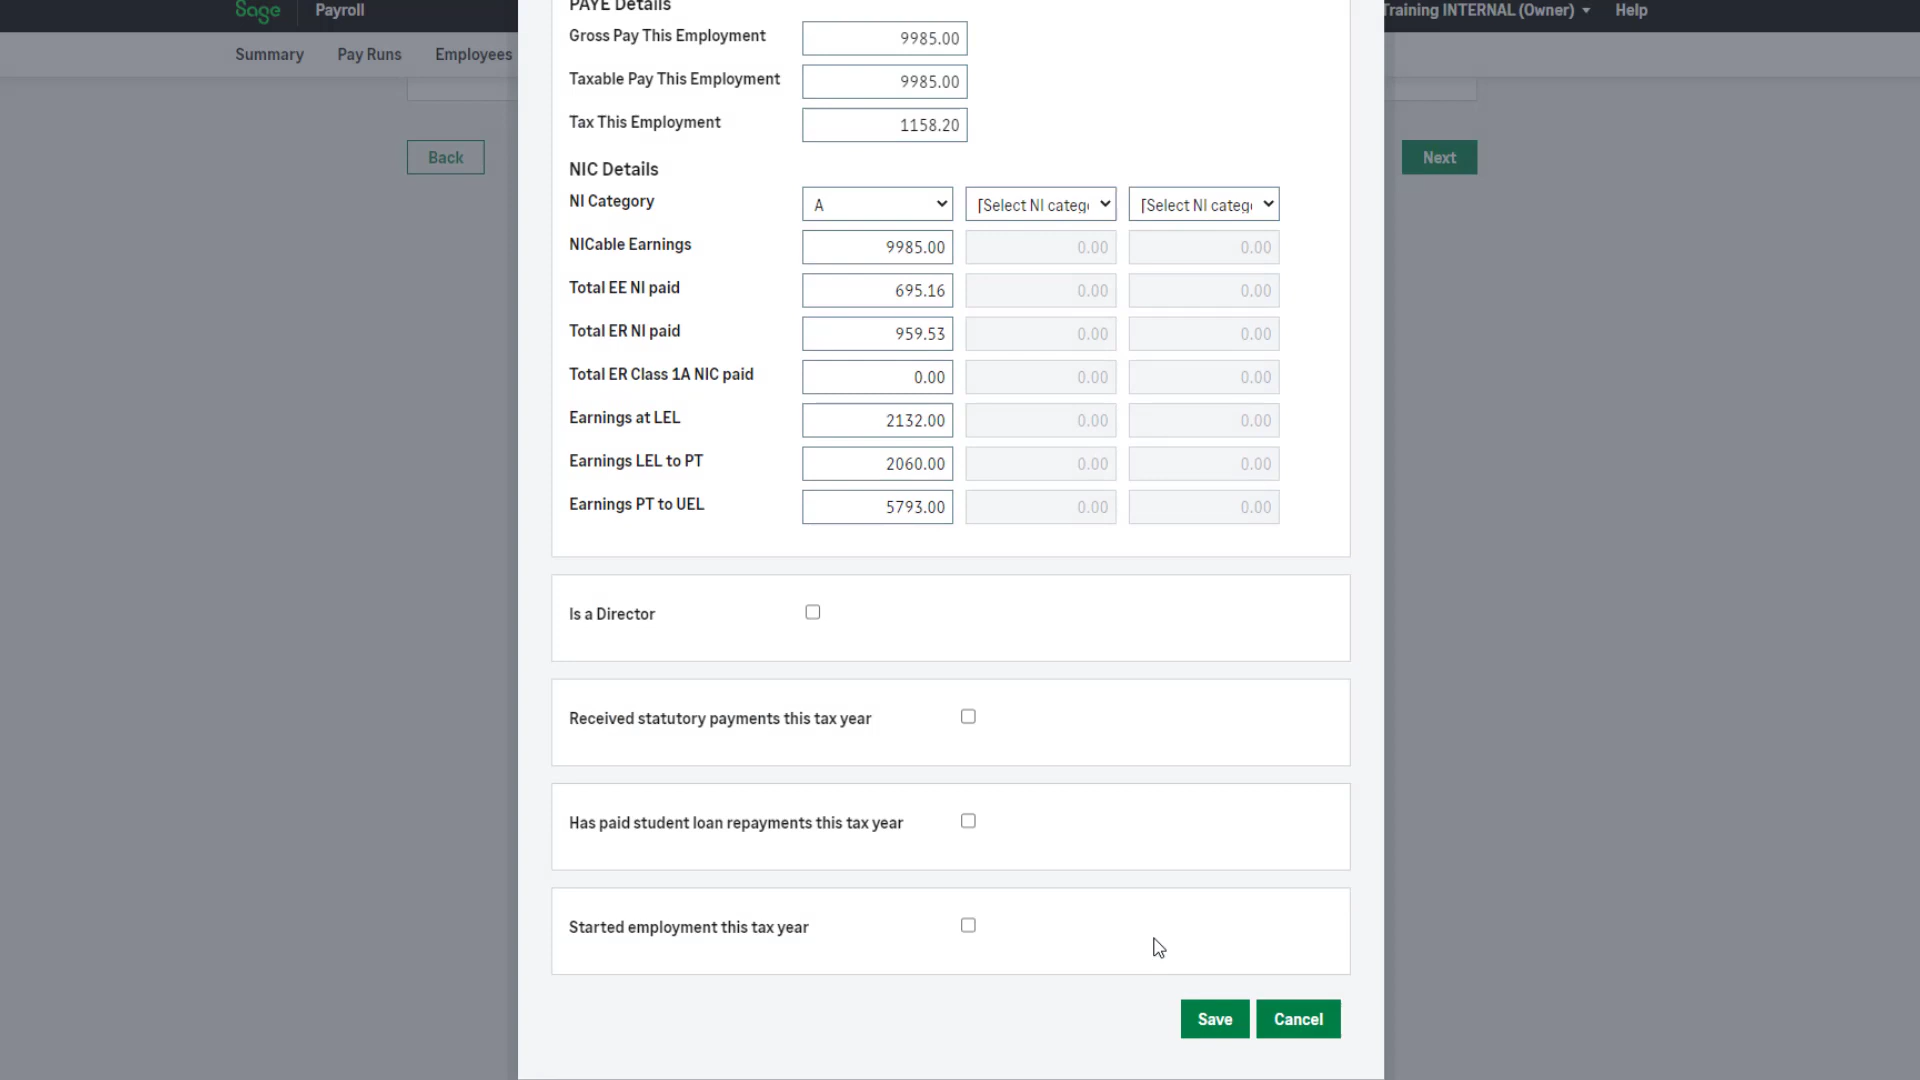 Sage Payroll Training INTERNAL (Owner) Help
Summary Pay Runs Employees
PAYE Details
Gross Pay This Employment 9985.00
Taxable Pay This Employment 9985.00
Tax This Employment 1158.20
Back Next
NIC Details
NI Category A [Select NI categ [Select NI categ
NICable Earnings 9985.00 0.00 0.00
Total EE NI paid 695.16 0.00 0.00
Total ER NI paid 959.53 0.00 0.00
Total ER Class 1A NIC paid 0.00 0.00 0.00
Earnings at LEL 2132.00 0.00 0.00
Earnings LEL to PT 2060.00 0.00 0.00
Earnings PT to UEL 5793.00 0.00 0.00
Is a Director
Received statutory payments this tax year
Has paid student loan repayments this tax year
Started employment this tax year
Save Cancel